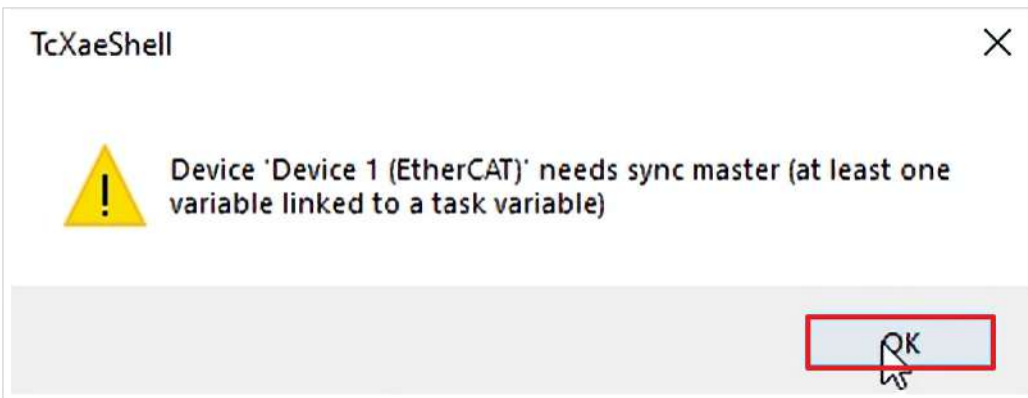 TcXaeShell
Device 'Device 1 (EtherCAT)' needs sync master (at least one
variable linked to a task variable)
OK